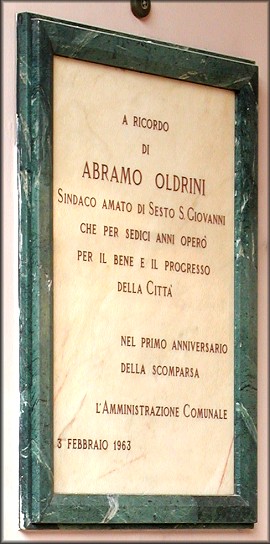 A RICORDO
DI
ABRAMO OLDRINI
SINDACO AMATO DI SESTO S. GIOVANNI
CHE PER SEDICI ANNI OPERÒ
PER IL BENE E IL PROGRESSO
DELLA CITTÀ
NEL PRIMO ANNIVERSARIO
DELLA SCOMPARSA
L'AMMINISTRAZIONE COMUNALE
3 FEBBRAIO 1963